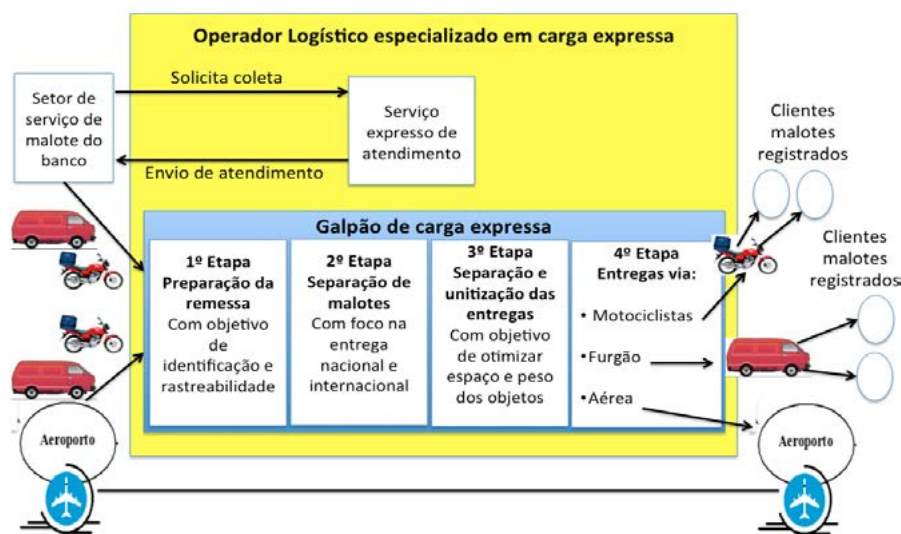 Operador Logístico especializado em carga expressa
Solicita coleta
Setor de
serviço de
malote do
banco
Serviço
expresso de
atendimento
Envio de atendimento
Clientes
malotes
registrados
Galpão de carga expressa
1º Etapa
Preparação da
remessa
Com objetivo
de
identificação e
rastreabilidade
2º Etapa
Separação de
malotes
Com foco na
entrega
nacional e
internacional
3º Etapa
Separação e
unitização das
entregas
Com objetivo
de otimizar
espaço e peso
dos objetos
4º Etapa
Entregas via:
• Motociclistas
• Furgão
•Aérea
Clientes
malotes
registrados
Aeroporto
Aeroporto